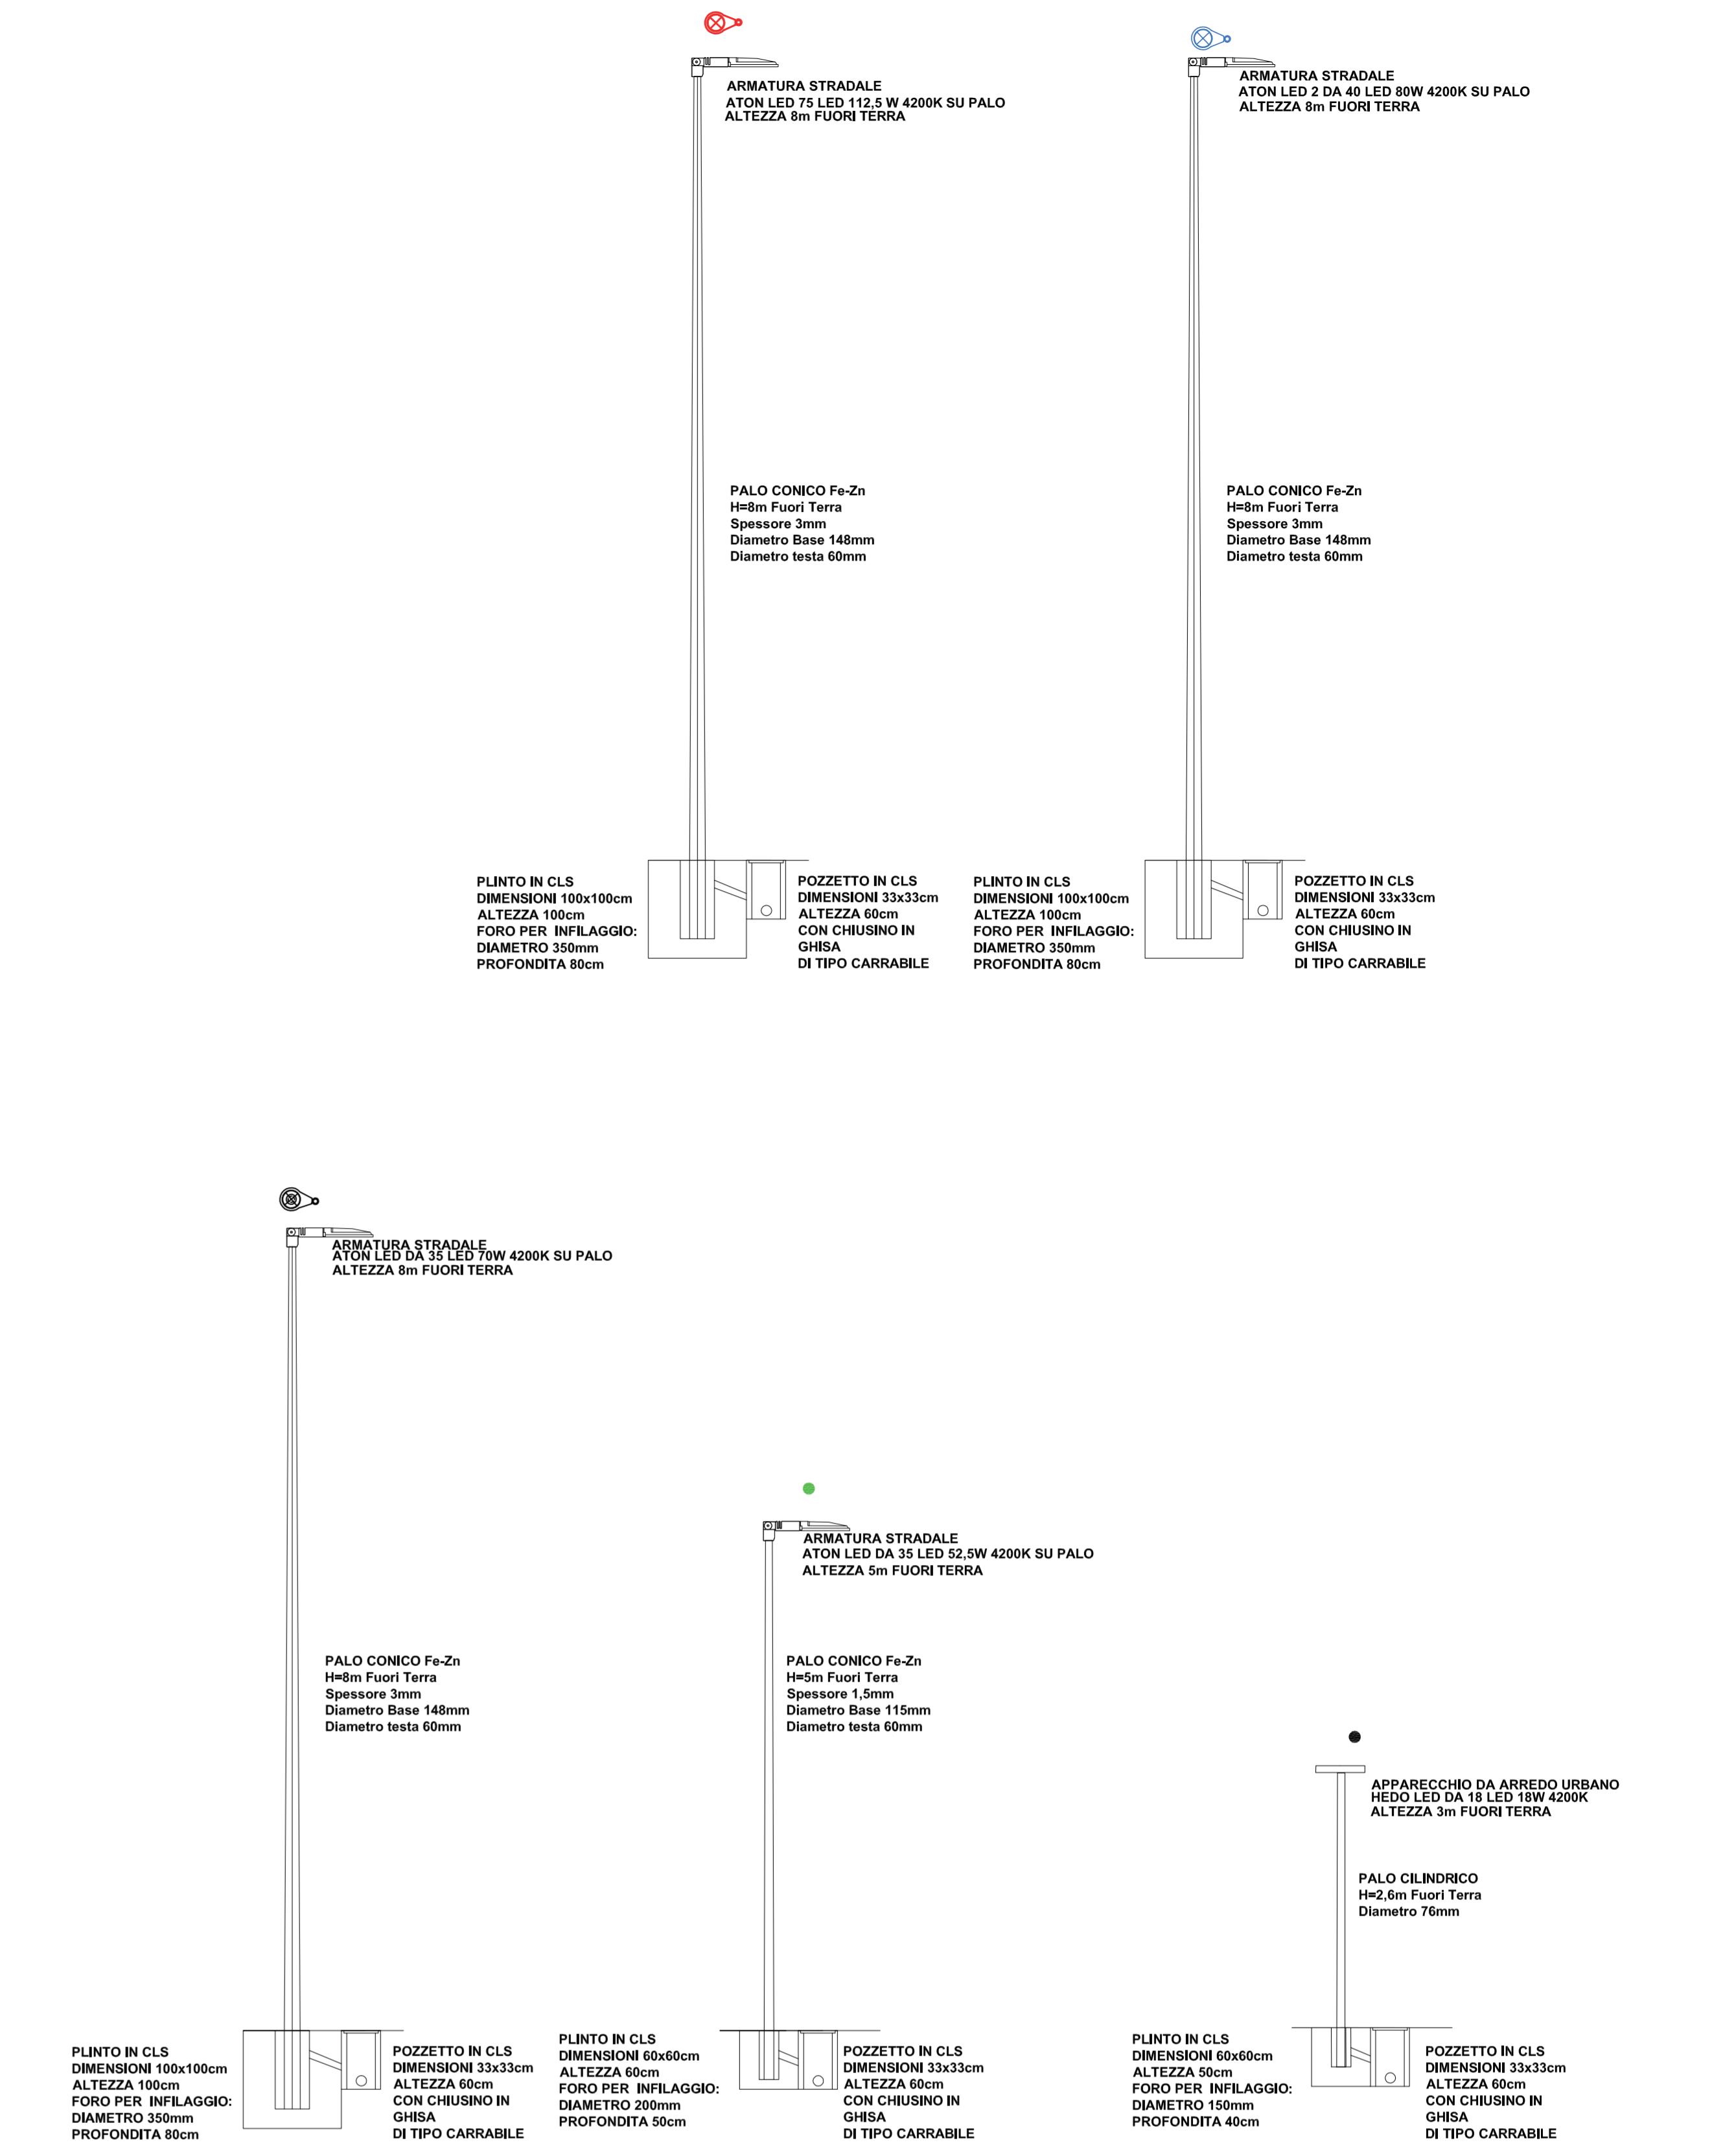 ARMATURA STRADALE
ATON LED 75 LED 112,5 W 4200K SU PALO
ALTEZZA 8m FUORI TERRA
ARMATURA STRADALE
ATON LED 2 DA 40 LED 80W 4200K SU PALO
ALTEZZA 8m FUORI TERRA
PALO CONICO Fe-Zn
H=8m Fuori Terra
Spessore 3mm
Diametro Base 148mm
Diametro testa 60mm
PALO CONICO Fe-Zn
H=8m Fuori Terra
Spessore 3mm
Diametro Base 148mm
Diametro testa 60mm
PLINTO IN CLS
DIMENSIONI 100x100cm
ALTEZZA 100cm
FORO PER INFILAGGIO:
DIAMETRO 350mm
PROFONDITA 80cm
POZZETTO IN CLS
DIMENSIONI 33x33cm
ALTEZZA 60cm
CON CHIUSINO IN
GHISA
DI TIPO CARRABILE
PLINTO IN CLS
DIMENSIONI 100x100cm
ALTEZZA 100cm
FORO PER INFILAGGIO:
DIAMETRO 350mm
PROFONDITA 80cm
POZZETTO IN CLS
DIMENSIONI 33x33cm
ALTEZZA 60cm
CON CHIUSINO IN
GHISA
DI TIPO CARRABILE
ARMATURA STRADALE
ATON LED DA 35 LED 70W 4200K SU PALO
ALTEZZA 8m FUORI TERRA
ARMATURA STRADALE
ATON LED DA 35 LED 52,5W 4200K SU PALO
ALTEZZA 5m FUORI TERRA
PALO CONICO Fe-Zn
H=8m Fuori Terra
Spessore 3mm
Diametro Base 148mm
Diametro testa 60mm
PALO CONICO Fe-Zn
H=5m Fuori Terra
Spessore 1,5mm
Diametro Base 115mm
Diametro testa 60mm
APPARECCHIO DA ARREDO URBANO
HEDO LED DA 18 LED 18W 4200K
ALTEZZA 3m FUORI TERRA
PALO CILINDRICO
H=2,6m Fuori Terra
Diametro 76mm
PLINTO IN CLS
DIMENSIONI 100x100cm
ALTEZZA 100cm
FORO PER INFILAGGIO:
DIAMETRO 350mm
PROFONDITA 80cm
POZZETTO IN CLS
DIMENSIONI 33x33cm
ALTEZZA 60cm
CON CHIUSINO IN
GHISA
DI TIPO CARRABILE
PLINTO IN CLS
DIMENSIONI 60x60cm
ALTEZZA 60cm
FORO PER INFILAGGIO:
DIAMETRO 200mm
PROFONDITA 50cm
POZZETTO IN CLS
DIMENSIONI 33x33cm
ALTEZZA 60cm
CON CHIUSINO IN
GHISA
DI TIPO CARRABILE
PLINTO IN CLS
DIMENSIONI 60x60cm
ALTEZZA 50cm
FORO PER INFILAGGIO:
DIAMETRO 150mm
PROFONDITA 40cm
POZZETTO IN CLS
DIMENSIONI 33x33cm
ALTEZZA 60cm
CON CHIUSINO IN
GHISA
DI TIPO CARRABILE